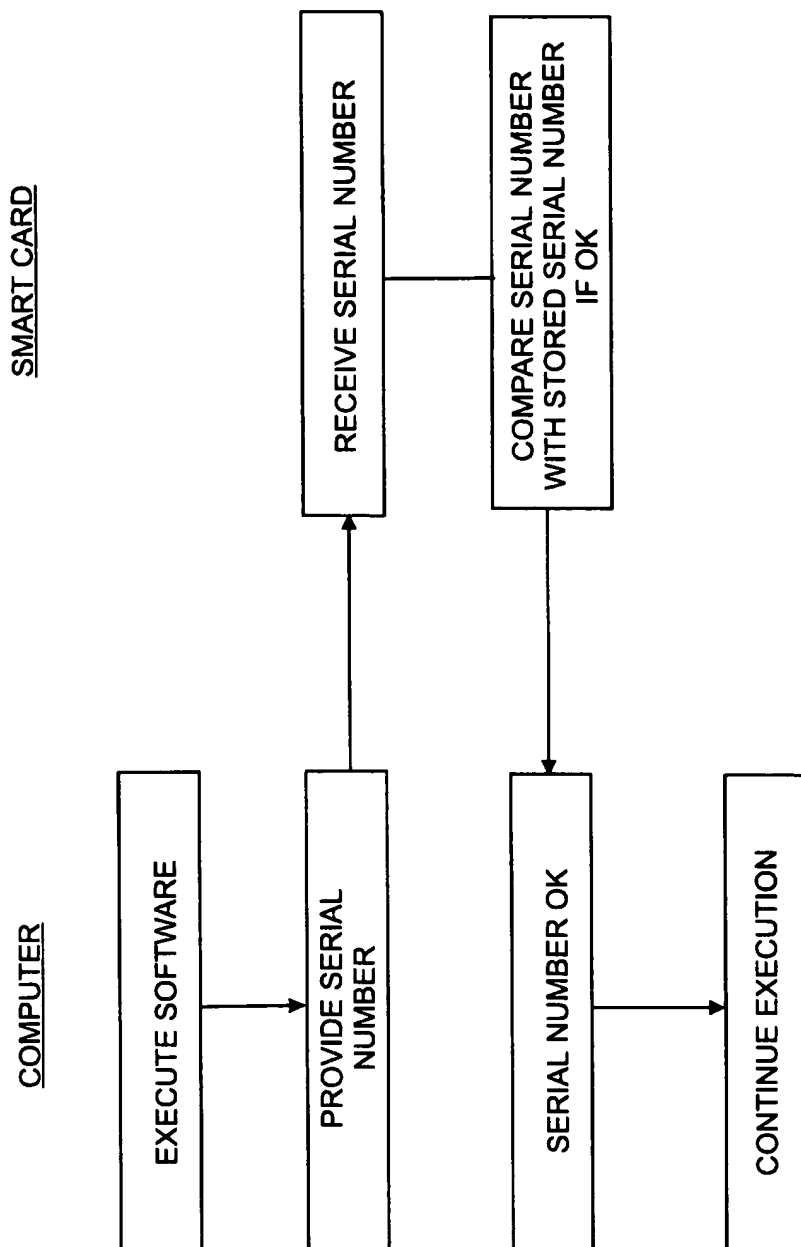 COMPUTER
SMART CARD
EXECUTE SOFTWARE
PROVIDE SERIAL
NUMBER
RECEIVE SERIAL NUMBER
COMPARE SERIAL NUMBER
WITH STORED SERIAL NUMBER
IF OK
SERIAL NUMBER OK
CONTINUE EXECUTION